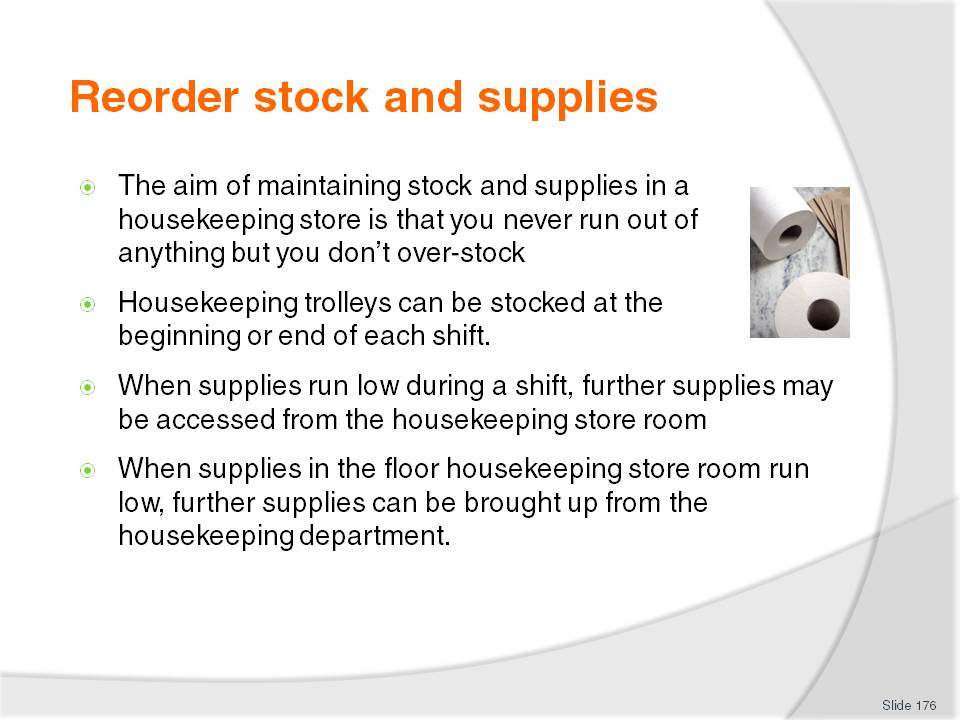 Reorder stock and supplies
The aim of maintaining stock and supplies in a
housekeeping store is that you never run out of
anything but you don’t over-stock
Housekeeping trolleys can be stocked at the
beginning or end of each shift.
When supplies run low during a shift, further supplies may
be accessed from the housekeeping store room
When supplies in the floor housekeeping store room run
low, further supplies can be brought up from the
housekeeping department.
Slide 176